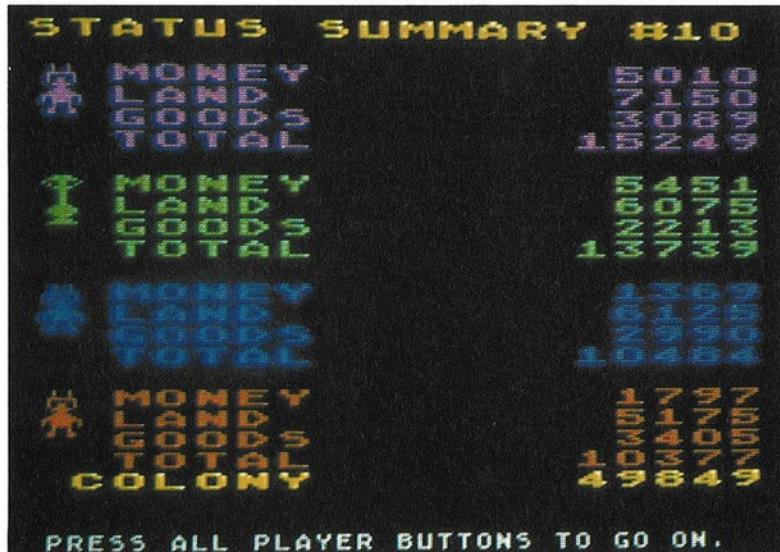 STATUS SUMMARY #10
MONEY 5010
LAND 7150
GOODS 3089
TOTAL 15249
MONEY 5451
LAND 6075
GOODS 2213
TOTAL 13739
MONEY 1369
LAND 6125
GOODS 2990
TOTAL 10484
MONEY 1797
LAND 5175
GOODS 3405
TOTAL 10377
COLONY 49849
PRESS ALL PLAYER BUTTONS TO GO ON.